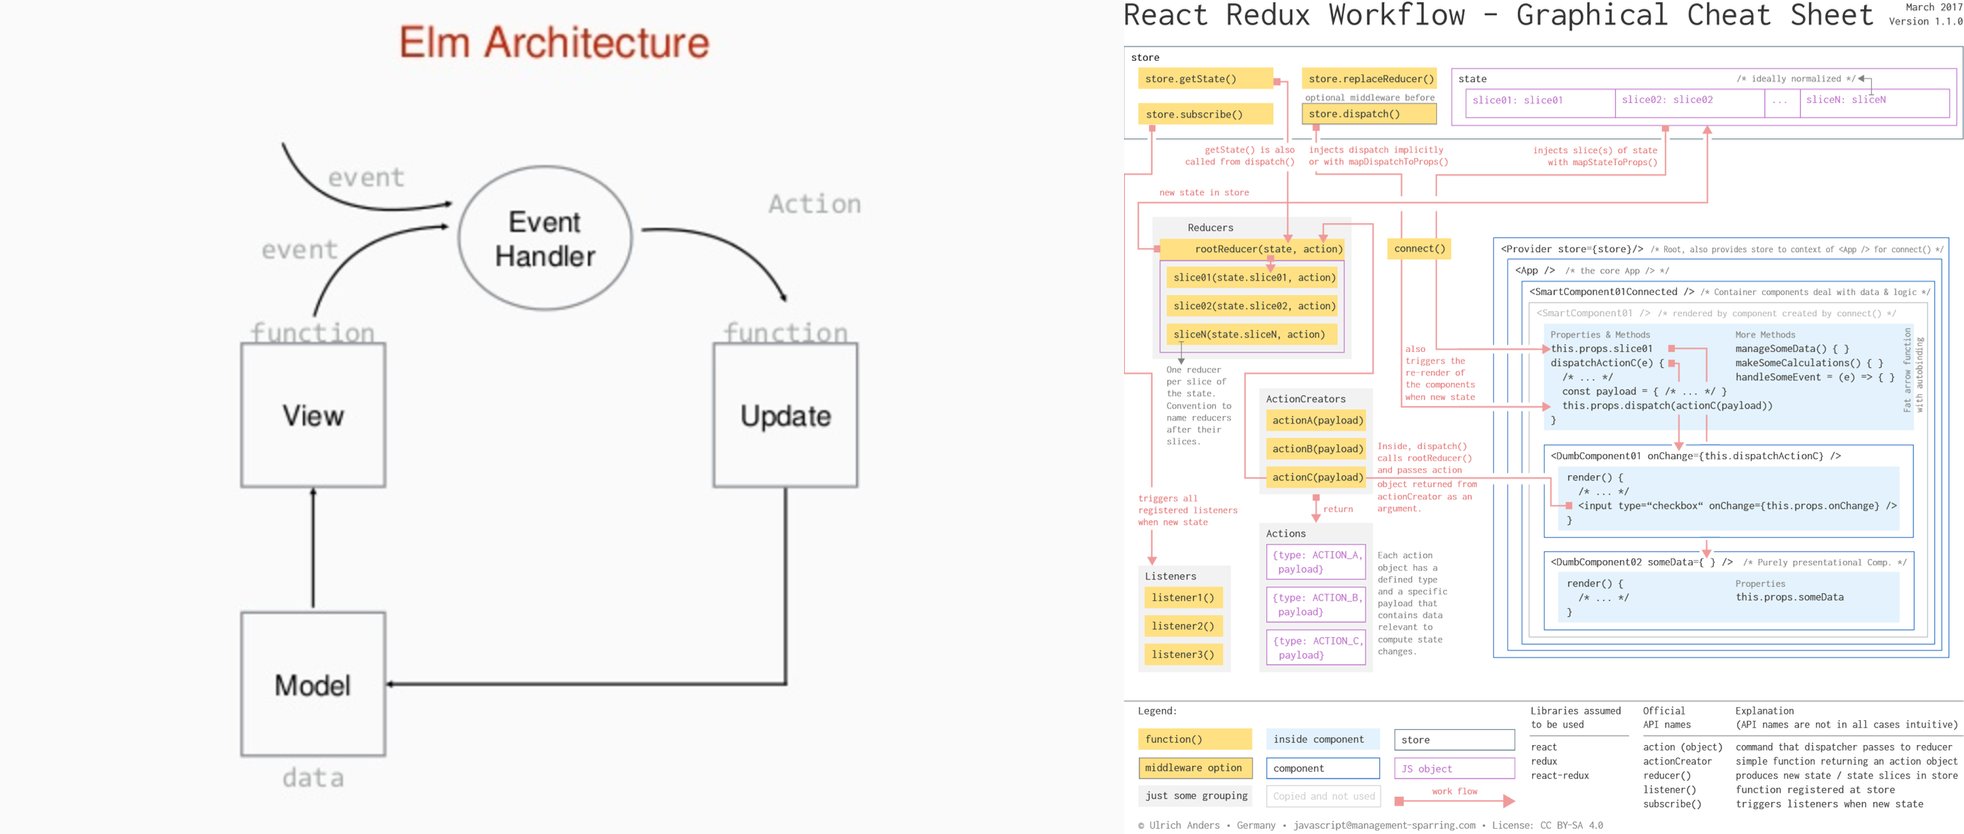 Elm Architecture
event
event
Event
Handler
Action
function
View
function
Update
Model
data
React Redux Workflow – Graphical Cheat Sheet
March 2017
Version 1.1.0
store
store.getState()
store.subscribe()
store.replaceReducer()
optional middleware before
store.dispatch()
state
/* ideally normalized */
slice01: slice01
slice02: slice02
...
sliceN: sliceN
getState() is also
called from dispatch()
injects dispatch implicitly
or with mapDispatchToProps()
injects slice(s) of state
with mapStateToProps()
new state in store
Reducers
rootReducer(state, action)
slice01(state.slice01, action)
slice02(state.slice02, action)
sliceN(state.sliceN, action)
One reducer
per slice of
the state.
Convention to
name reducers
after their
slices.
connect()
also
triggers the
re-render of
the components
when new state
ActionCreators
actionA(payload)
actionB(payload)
actionC(payload)
Inside, dispatch()
calls rootReducer()
and passes action
object returned from
actionCreator as an
argument.
return
triggers all
registered listeners
when new state
Listeners
listener1()
listener2()
listener3()
Actions
{type: ACTION_A,
payload}
{type: ACTION_B,
payload}
{type: ACTION_C,
payload}
Each action
object has a
defined type
and a specific
payload that
contains data
relevant to
compute state
changes.
<Provider store={store}/> /* Root, also provides store to context of <App /> for connect() */
<App /> /* the core App /> */
<SmartComponent01Connected /> /* Container components deal with data & logic */
<SmartComponent01 /> /* rendered by component created by connect() */
Properties & Methods
this.props.slice01
dispatchActionC(e) {
/* ... */
const payload = { /* ... */ }
this.props.dispatch(actionC(payload))
}
More Methods
manageSomeData() { }
makeSomeCalculations() { }
handleSomeEvent = (e) => { }
Fat arrow function
with autobinding
<DumbComponent01 onChange={this.dispatchActionC} />
render() {
/* ... */
<input type="checkbox" onChange={this.props.onChange} />
}
<DumbComponent02 someData={ } /> /* Purely presentational Comp. */
render() {
/* ... */
}
Properties
this.props.someData
Legend:
function()
middleware option
just some grouping
inside component
component
Copied and not used
store
JS object
work flow
Libraries assumed
to be used
react
redux
react-redux
Official
API names
Explanation
(API names are not in all cases intuitive)
action (object) command that dispatcher passes to reducer
actionCreator simple function returning an action object
reducer() produces new state / state slices in store
listener() function registered at store
subscribe() triggers listeners when new state
© Ulrich Anders • Germany • javascript@management-sparring.com • License: CC BY-SA 4.0